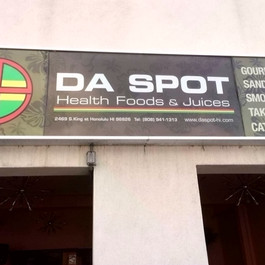 DA SPOT
Health Foods & Juices
2469 S King st Honolulu HI 96826 Tel: (808) 941-1313 www.daspot-hi.com
GOUR
SAND
SMO
TAK
CAT